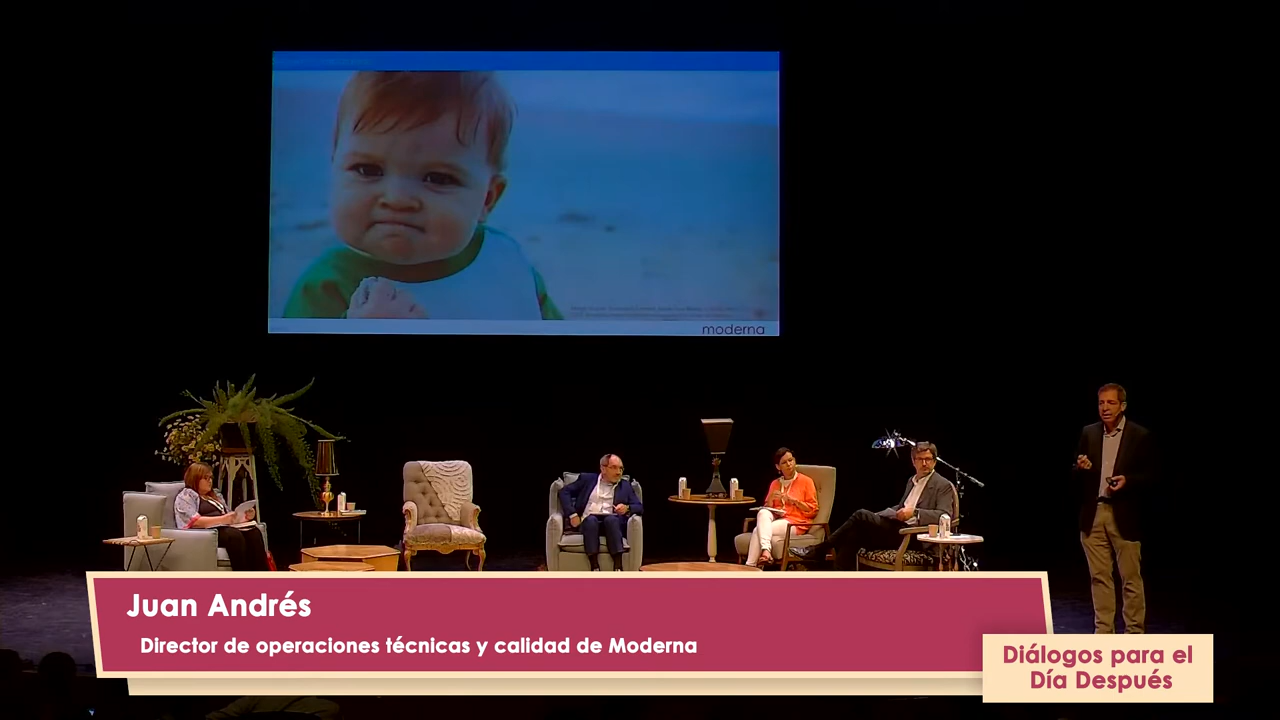 moderna
Juan Andrés
Director de operaciones técnicas y calidad de Moderna
Diálogos para el
Día Después